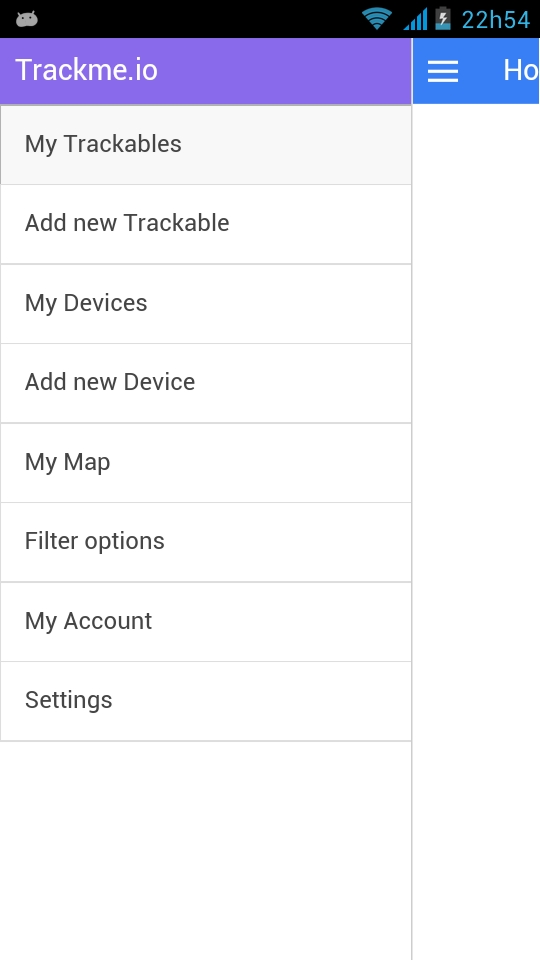 22h54
Trackme.io
Ho
My Trackables
Add new Trackable
My Devices
Add new Device
My Map
Filter options
My Account
Settings